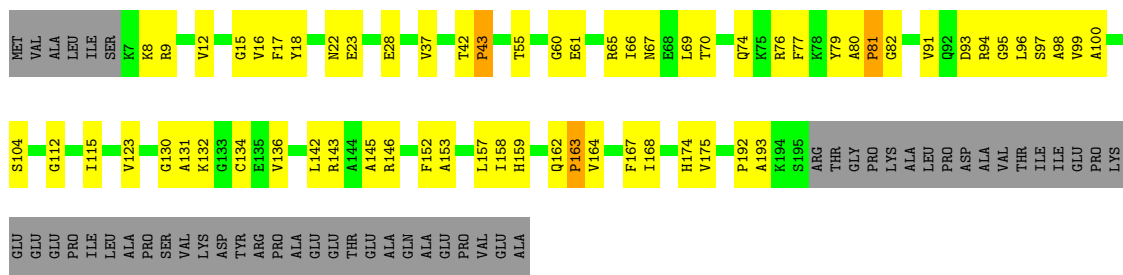 MET VAL ALA LEU ILE SER K7 K8 R9 V12 G15 V16 F17 Y18 N22 E23 E28 V37 T42 P43 T55 G60 E61 R65 I66 N67 E68 L69 T70 Q74 K75 R76 F77 K78 Y79 A80 P81 G82 V91 Q92 D93 R94 G95 L96 S97 A98 V99 A100
S104 G112 I115 V123 G130 A131 K132 G133 C134 E135 V136 L142 R143 A144 A145 R146 F152 A153 L157 I158 H159 Q162 P163 V164 F167 I168 H174 V175 P192 A193 K194 S195 ARG THR GLY PRO LYS ALA LEU PRO ASP ALA VAL THR ILE ILE GLU PRO LYS
GLU GLU GLU PRO ILE LEU ALA PRO SER VAL LYS ASP TYR ARG PRO ALA GLU GLU THR GLU ALA GLN ALA GLU PRO VAL GLU ALA